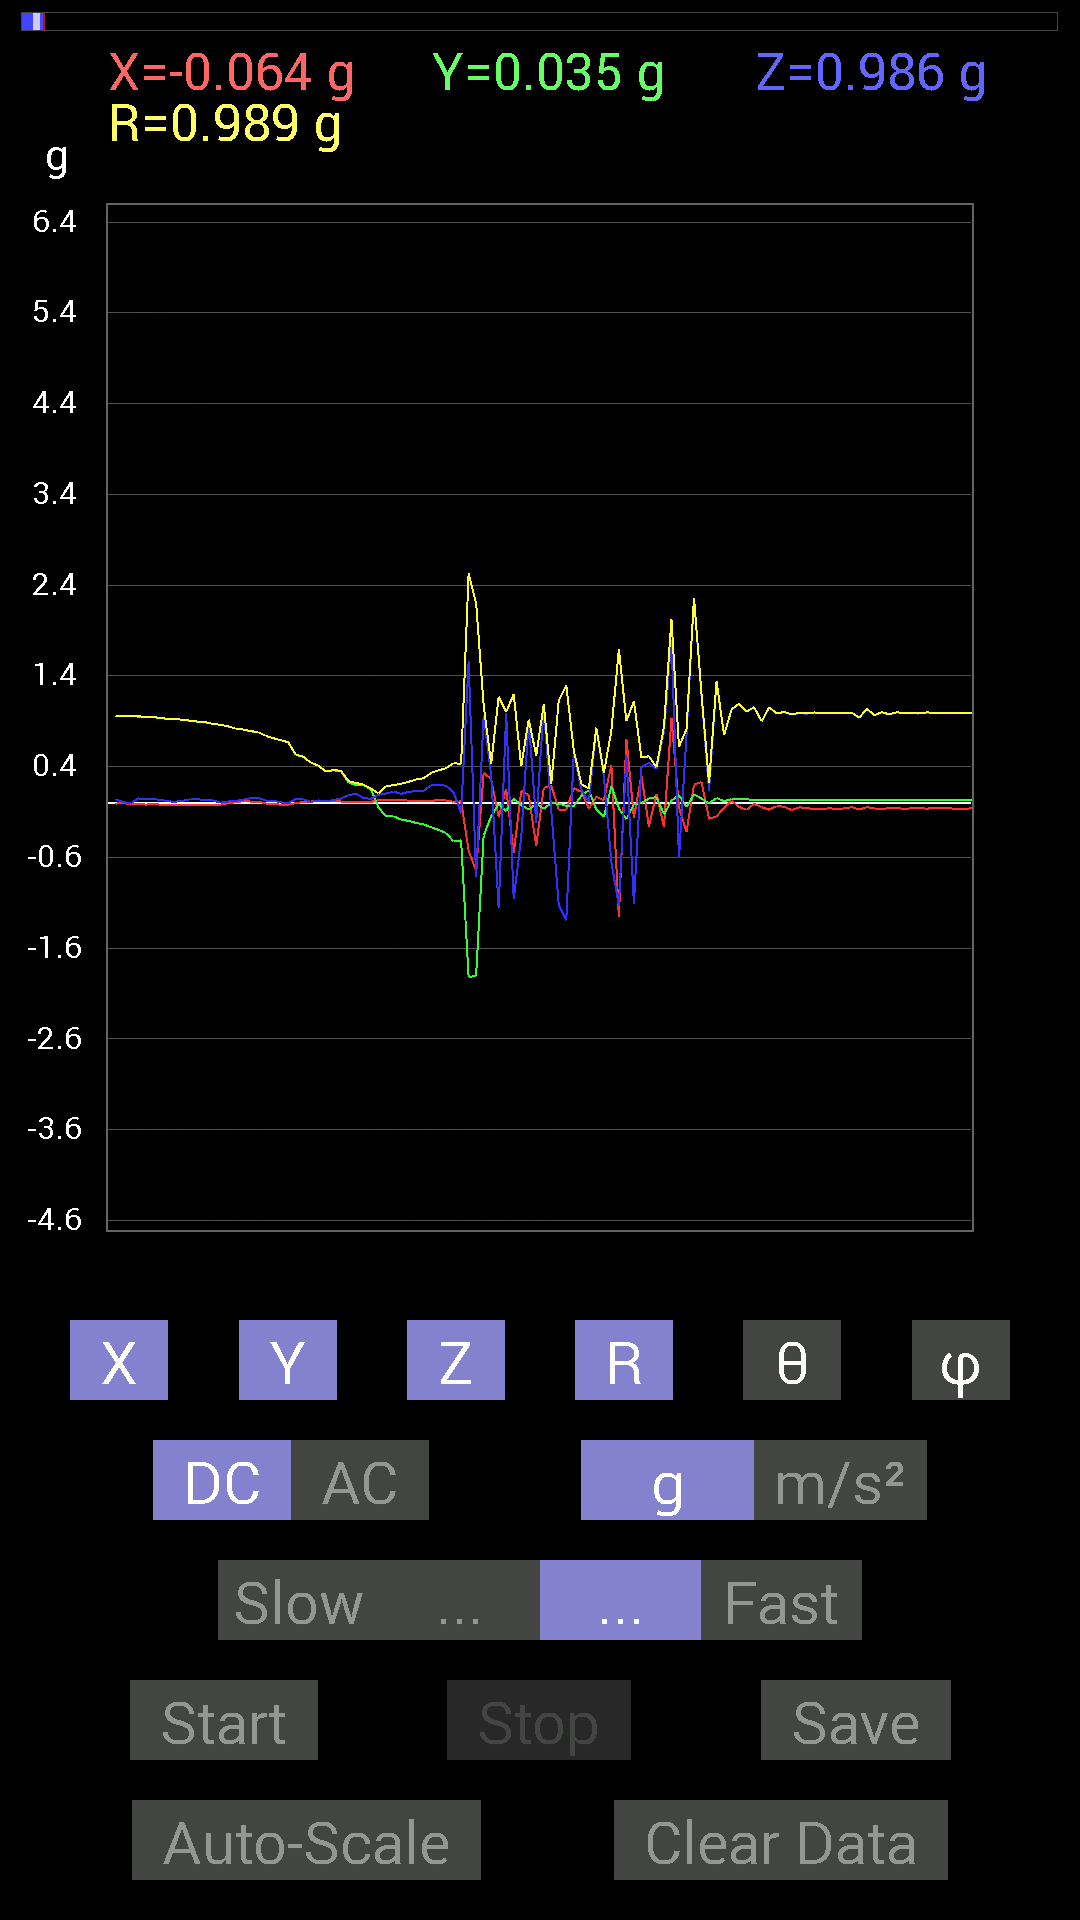 X=-0.064 g Y=0.035 g Z=0.986 g
R=0.989 g
g
6.4
5.4
4.4
3.4
2.4
1.4
0.4
-0.6
-1.6
-2.6
-3.6
-4.6
X Y Z R θ φ
DC AC g m/s²
Slow ... ... Fast
Start Stop Save
Auto-Scale Clear Data